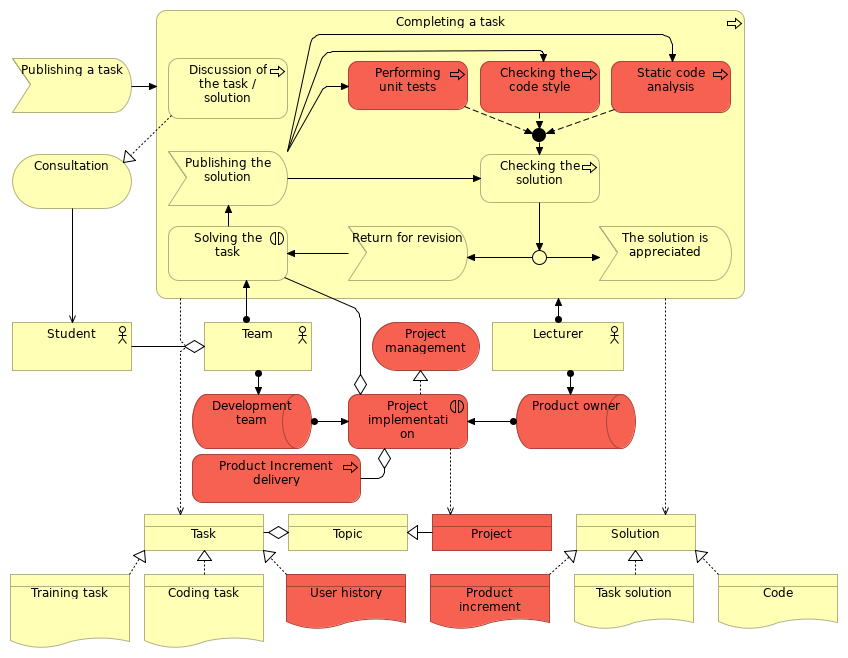 Completing a task
Publishing a task
Discussion of
the task /
solution
Performing
unit tests
Checking the
code style
Static code
analysis
Consultation
Publishing the
solution
Checking the
solution
Solving the
task
Return for revision
The solution is
appreciated
Student
Team
Project
management
Lecturer
Development
team
Project
implementati
on
Product owner
Product Increment
delivery
Task
Topic
Project
Solution
Training task
Coding task
User history
Product
increment
Task solution
Code